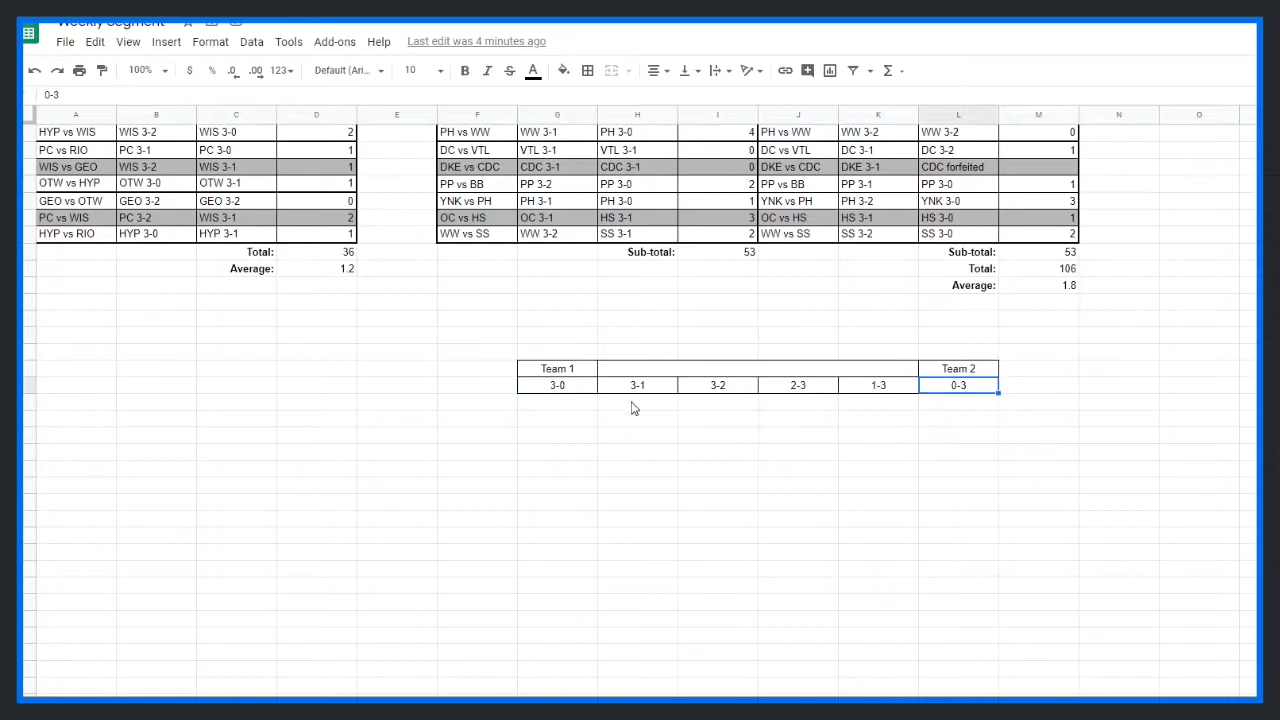 Weekly Segment
File Edit View Insert Format Data Tools Add-ons Help Last edit was 4 minutes ago
100% $ % .0 .00 123 Default (Ari... 10 B I S A Σ
0-3
A B C D E F G H I J K L M N O
HYP vs WIS WIS 3-2 WIS 3-0 2 PH vs WW WW 3-1 PH 3-0 4 PH vs WW WW 3-2 WW 3-2 0
PC vs RIO PC 3-1 PC 3-0 1 DC vs VTL VTL 3-1 VTL 3-1 0 DC vs VTL DC 3-1 DC 3-2 1
WIS vs GEO WIS 3-2 WIS 3-1 1 DKE vs CDC CDC 3-1 CDC 3-1 0 DKE vs CDC DKE 3-1 CDC forfeited
OTW vs HYP OTW 3-0 OTW 3-1 1 PP vs BB PP 3-2 PP 3-0 2 PP vs BB PP 3-1 PP 3-0 1
GEO vs OTW GEO 3-2 GEO 3-2 0 YNK vs PH PH 3-1 PH 3-0 1 YNK vs PH PH 3-2 YNK 3-0 3
PC vs WIS PC 3-2 WIS 3-1 2 OC vs HS OC 3-1 HS 3-1 3 OC vs HS HS 3-1 HS 3-0 1
HYP vs RIO HYP 3-0 HYP 3-1 1 WW vs SS WW 3-2 SS 3-1 2 WW vs SS SS 3-2 SS 3-0 2
Total: 36 Sub-total: 53 Sub-total: 53
Average: 1.2 Total: 106
Average: 1.8
Team 1 Team 2
3-0 3-1 3-2 2-3 1-3 0-3